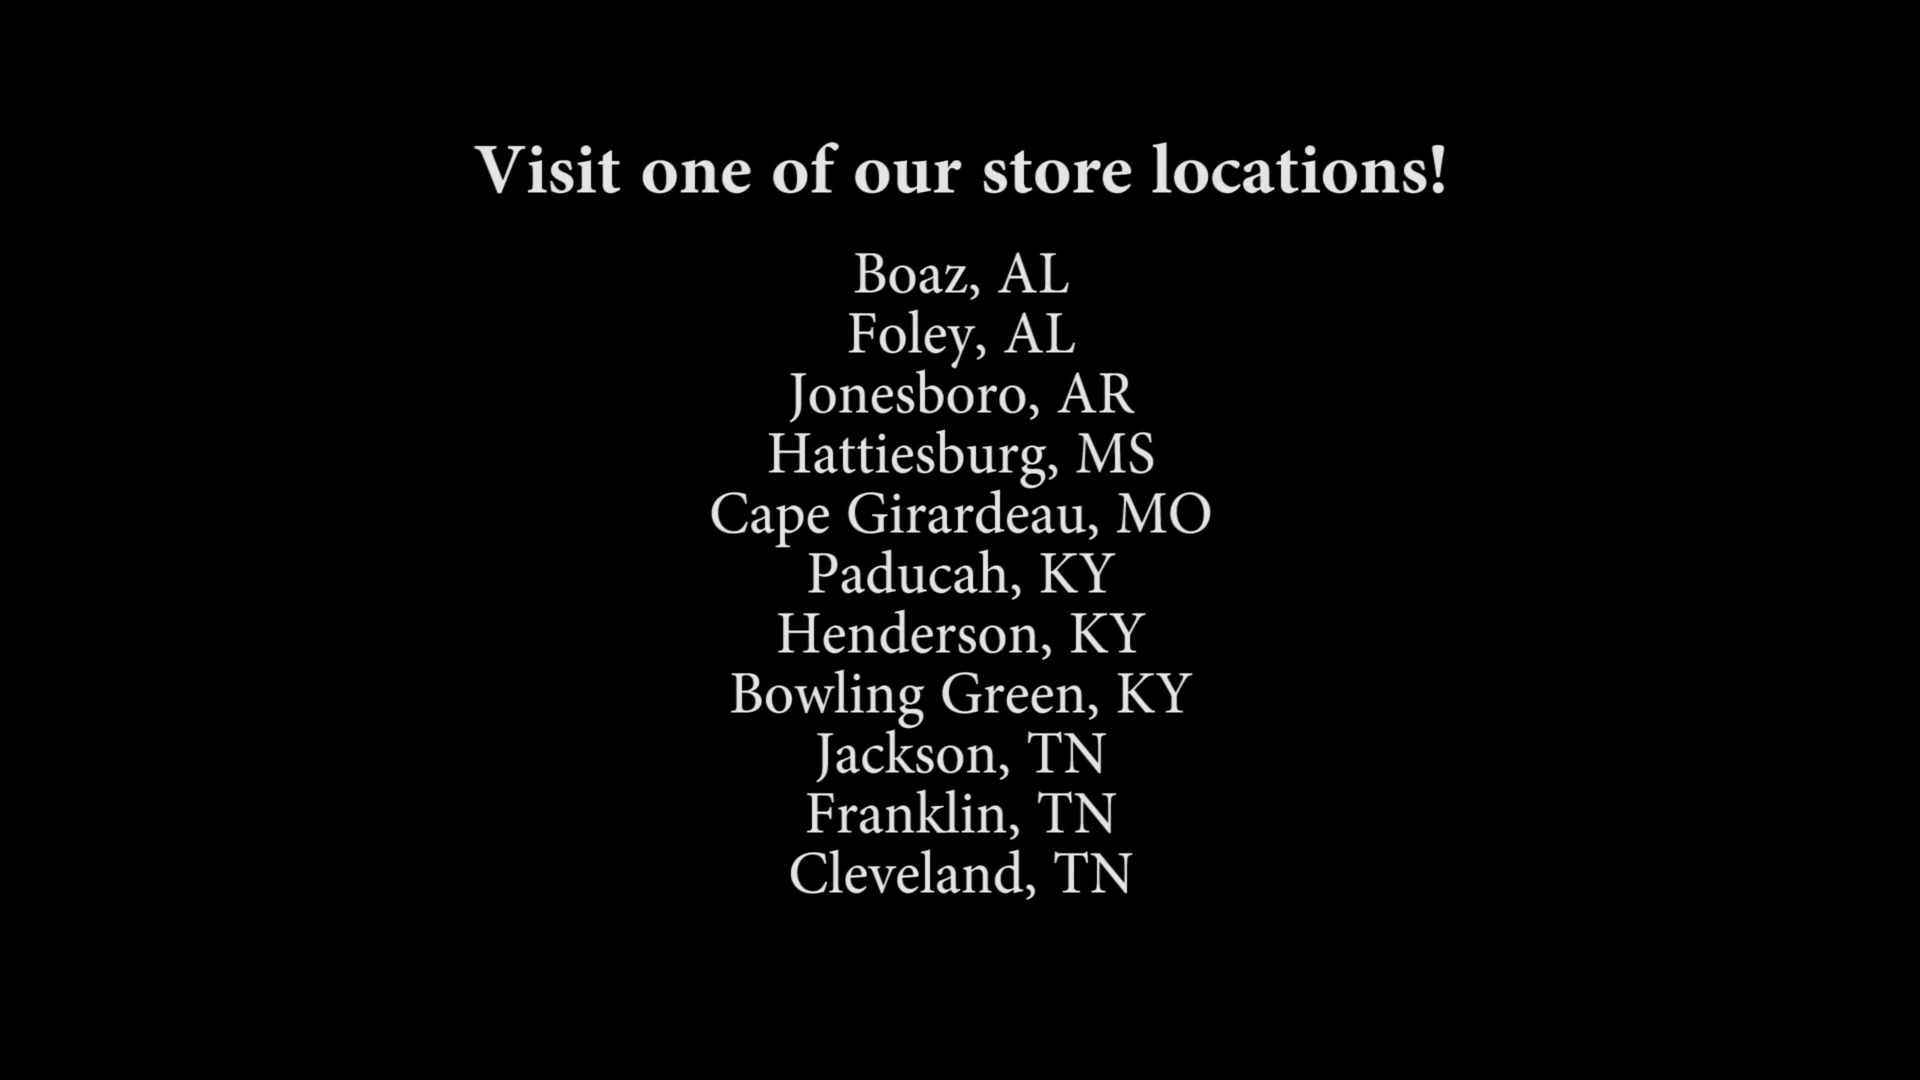 Visit one of our store locations!
Boaz, AL
Foley, AL
Jonesboro, AR
Hattiesburg, MS
Cape Girardeau, MO
Paducah, KY
Henderson, KY
Bowling Green, KY
Jackson, TN
Franklin, TN
Cleveland, TN